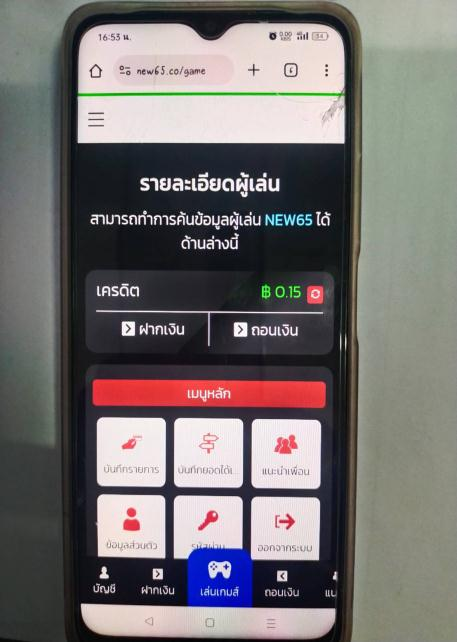 16:53 น.
0.00
KB/S
54
new65.co/game
รายละเอียดผู้เล่น
สามารถทำการค้นข้อมูลผู้เล่น NEW65 ได้
ด้านล่างนี้
เครดิต ฿ 0.15
ฝากเงิน ถอนเงิน
เมนูหลัก
บันทึกรายการ บันทึกยอดได้เ... แนะนำเพื่อน
ข้อมูลส่วนตัว รหัสผ่าน ออกจากระบบ
บัญชี ฝากเงิน เล่นเกมส์ ถอนเงิน แน